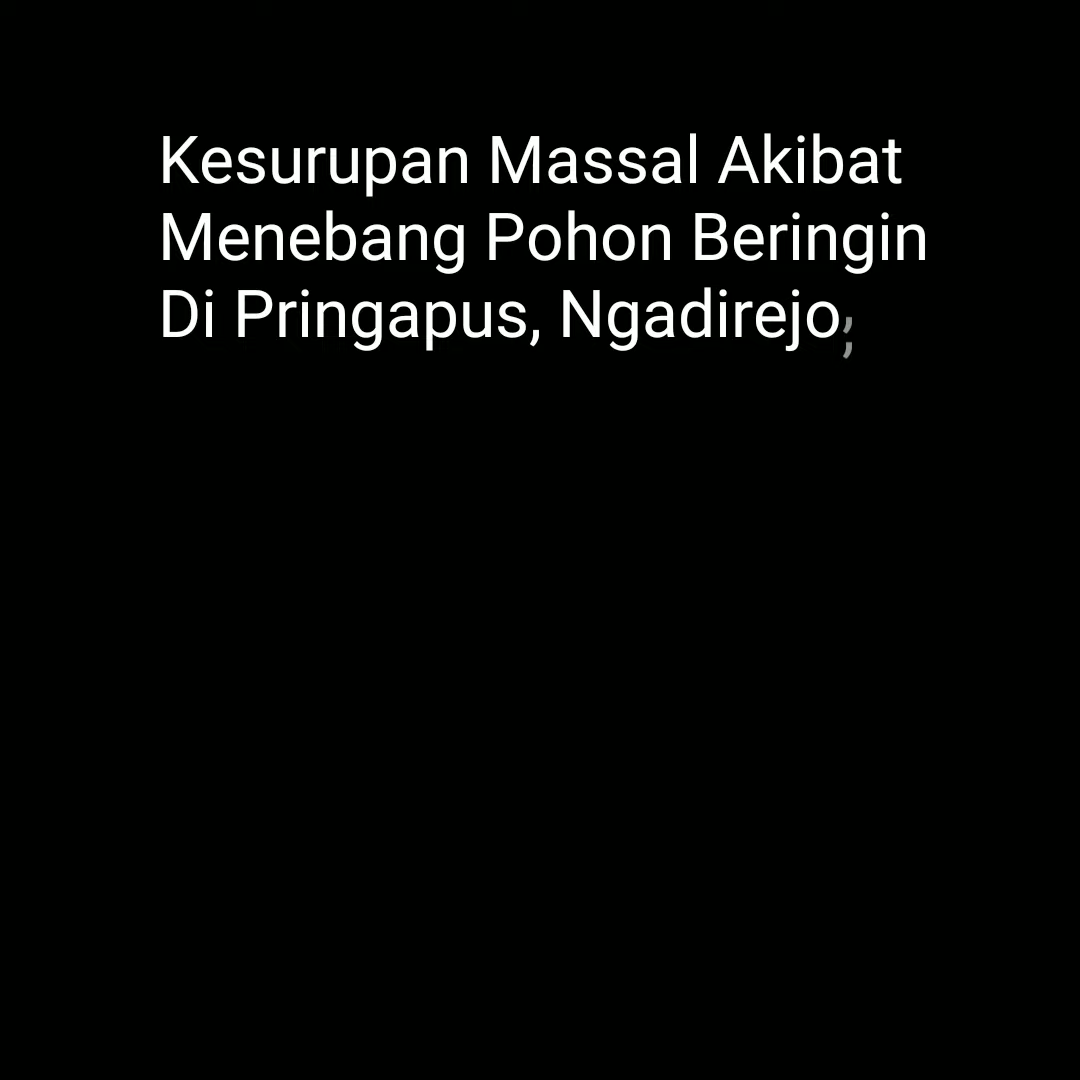 Kesurupan Massal Akibat
Menebang Pohon Beringin
Di Pringapus, Ngadirejo,